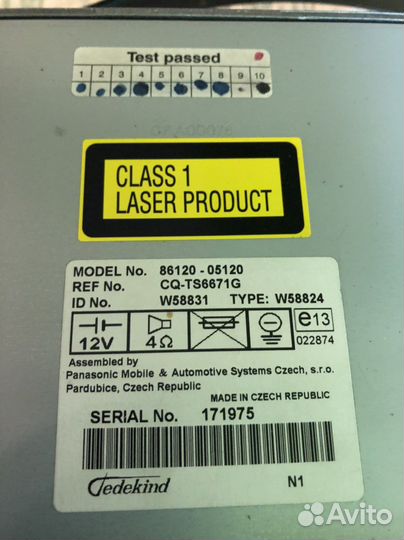 Test passed
1 2 3 4 5 6 7 8 9 10
CLASS 1
LASER PRODUCT
MODEL No. 86120 - 05120
REF No. CQ-TS6671G
ID No. W58831 TYPE: W58824
12V 4Ω e13
022874
Assembled by
Panasonic Mobile & Automotive Systems Czech, s.r.o.
Pardubice, Czech Republic
MADE IN CZECH REPUBLIC
SERIAL No. 171975
Jedekind N1
Avito